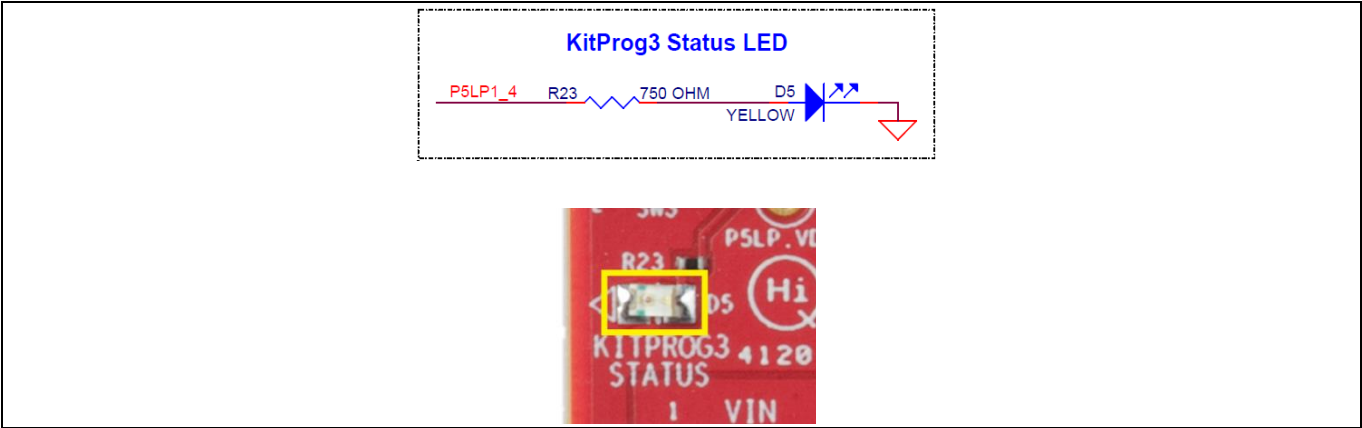 KitProg3 Status LED
P5LP1_4 R23 750 OHM D5
YELLOW
SW3
P5LP.VD
R23
Hi
D5
KITPROG3 4120
STATUS
1 VIN